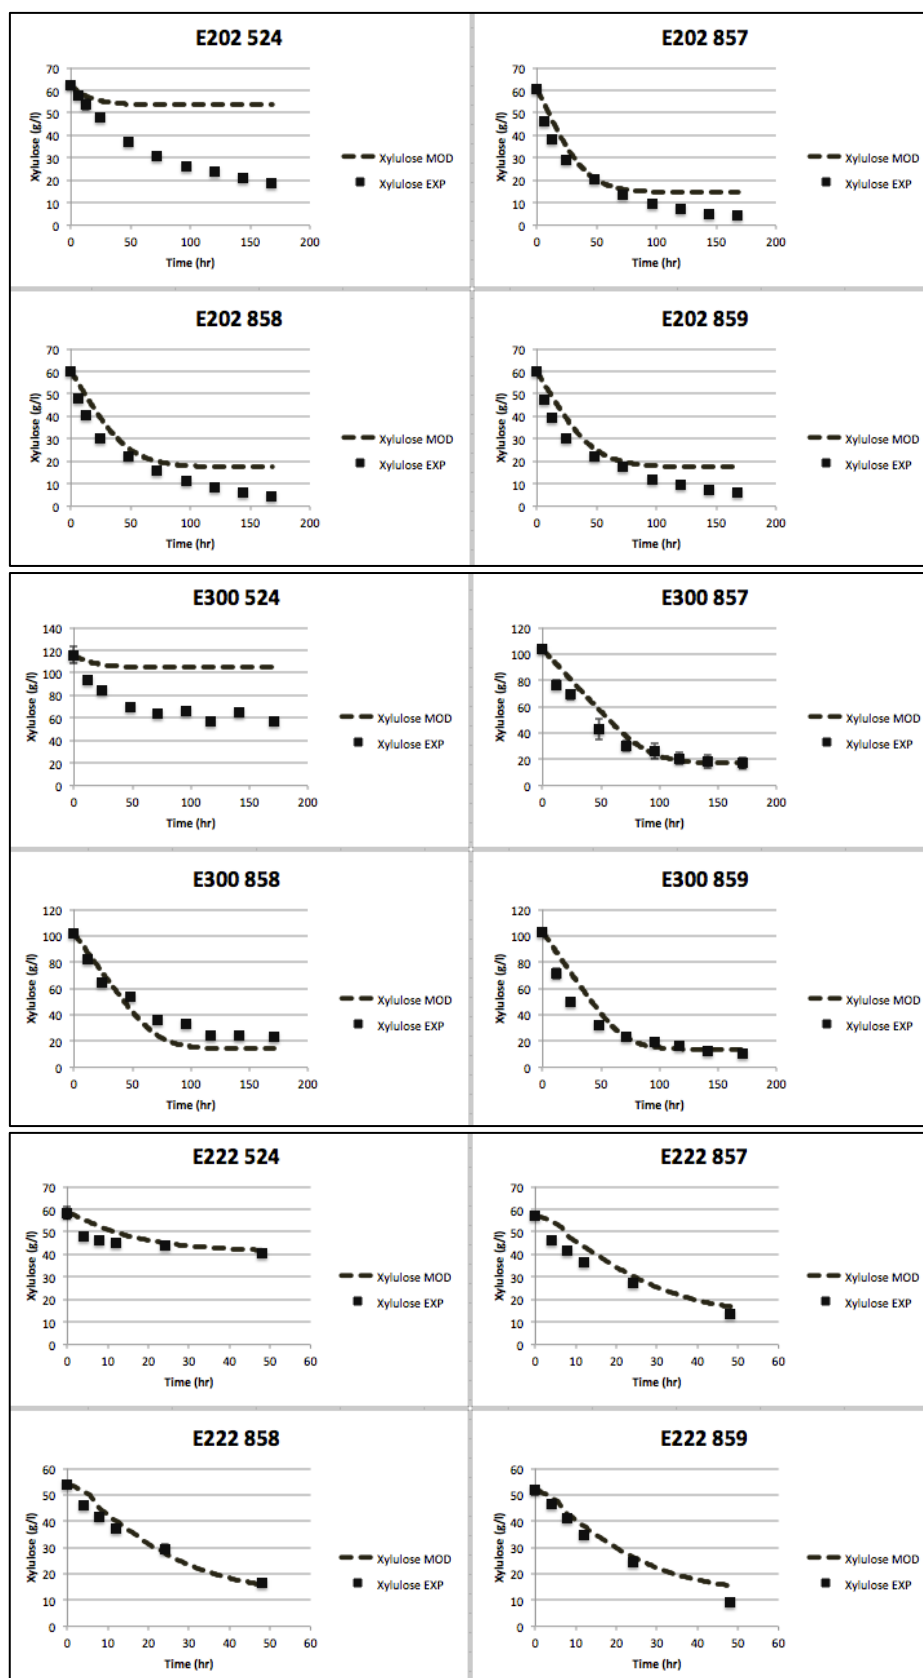 E202 524
Xylulose (g/l)
70
60
50
40
30
20
10
0
0 50 100 150 200
Time (hr)
Xylulose MOD
Xylulose EXP
E202 857
Xylulose (g/l)
70
60
50
40
30
20
10
0
0 50 100 150 200
Time (hr)
Xylulose MOD
Xylulose EXP
E202 858
Xylulose (g/l)
70
60
50
40
30
20
10
0
0 50 100 150 200
Time (hr)
Xylulose MOD
Xylulose EXP
E202 859
Xylulose (g/l)
70
60
50
40
30
20
10
0
0 50 100 150 200
Time (hr)
Xylulose MOD
Xylulose EXP
E300 524
Xylulose (g/l)
140
120
100
80
60
40
20
0
0 50 100 150 200
Time (hr)
Xylulose MOD
Xylulose EXP
E300 857
Xylulose (g/l)
120
100
80
60
40
20
0
0 50 100 150 200
Time (hr)
Xylulose MOD
Xylulose EXP
E300 858
Xylulose (g/l)
120
100
80
60
40
20
0
0 50 100 150 200
Time (hr)
Xylulose MOD
Xylulose EXP
E300 859
Xylulose (g/l)
120
100
80
60
40
20
0
0 50 100 150 200
Time (hr)
Xylulose MOD
Xylulose EXP
E222 524
Xylulose (g/l)
70
60
50
40
30
20
10
0
0 10 20 30 40 50 60
Time (hr)
Xylulose MOD
Xylulose EXP
E222 857
Xylulose (g/l)
70
60
50
40
30
20
10
0
0 10 20 30 40 50 60
Time (hr)
Xylulose MOD
Xylulose EXP
E222 858
Xylulose (g/l)
60
50
40
30
20
10
0
0 10 20 30 40 50 60
Time (hr)
Xylulose MOD
Xylulose EXP
E222 859
Xylulose (g/l)
60
50
40
30
20
10
0
0 10 20 30 40 50 60
Time (hr)
Xylulose MOD
Xylulose EXP